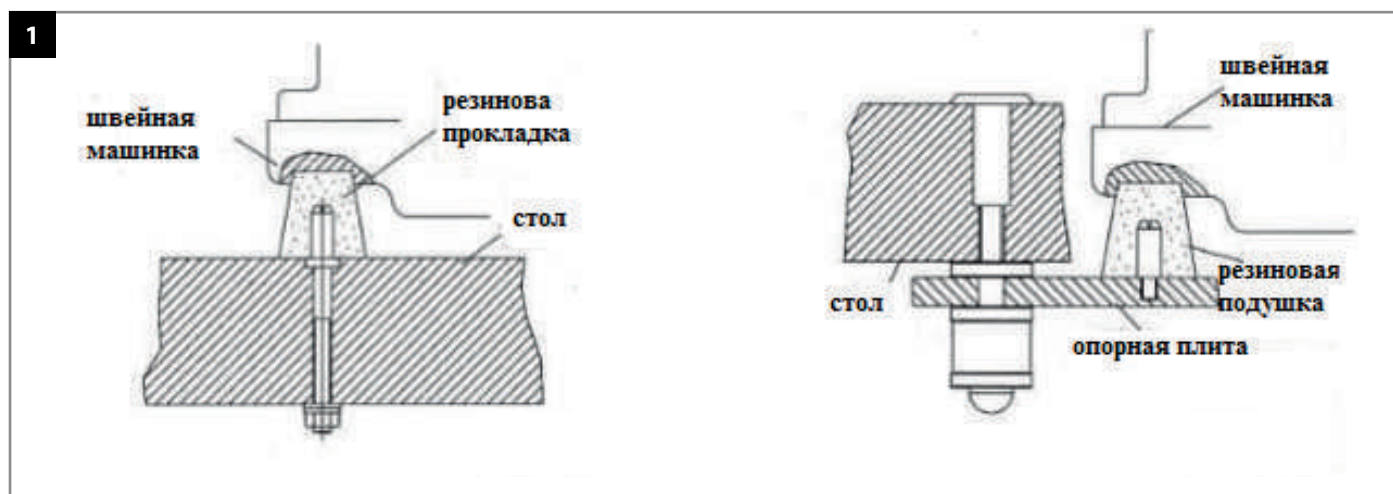 1
швейная
машинка
резинова
прокладка
стол
швейная
машинка
стол
резиновая
подушка
опорная плита